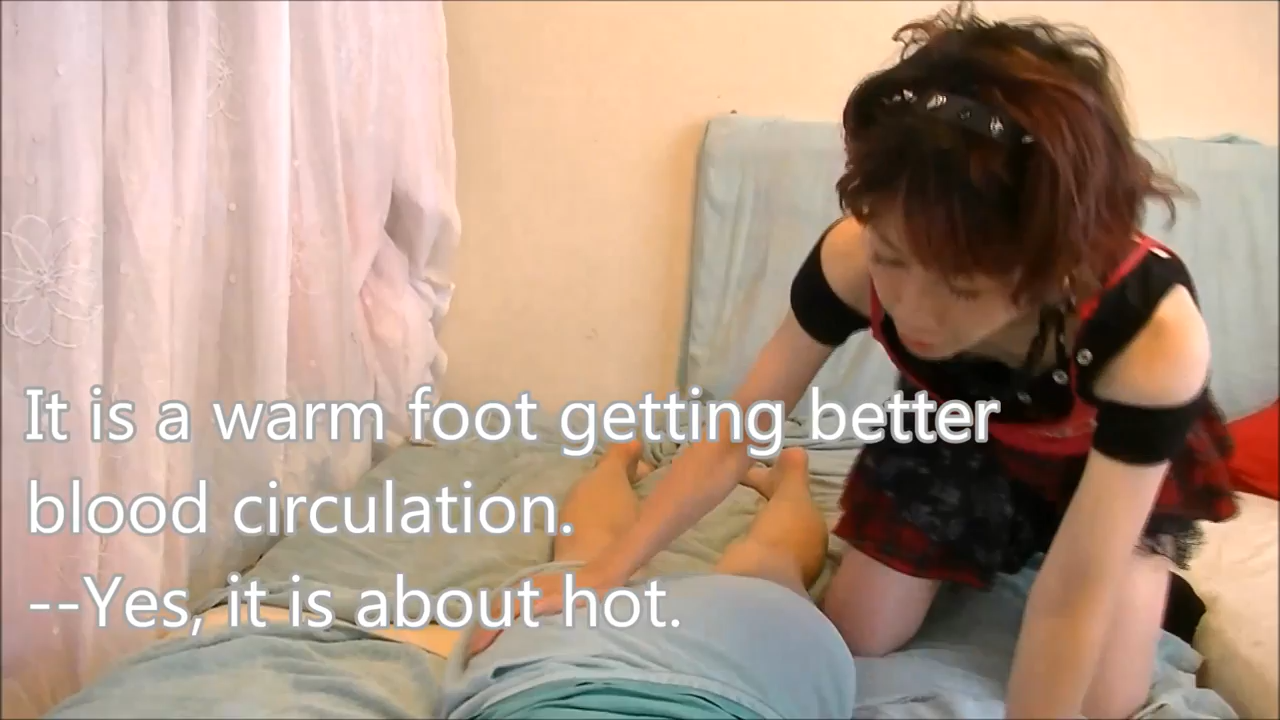 It is a warm foot getting better
blood circulation.
--Yes, it is about hot.